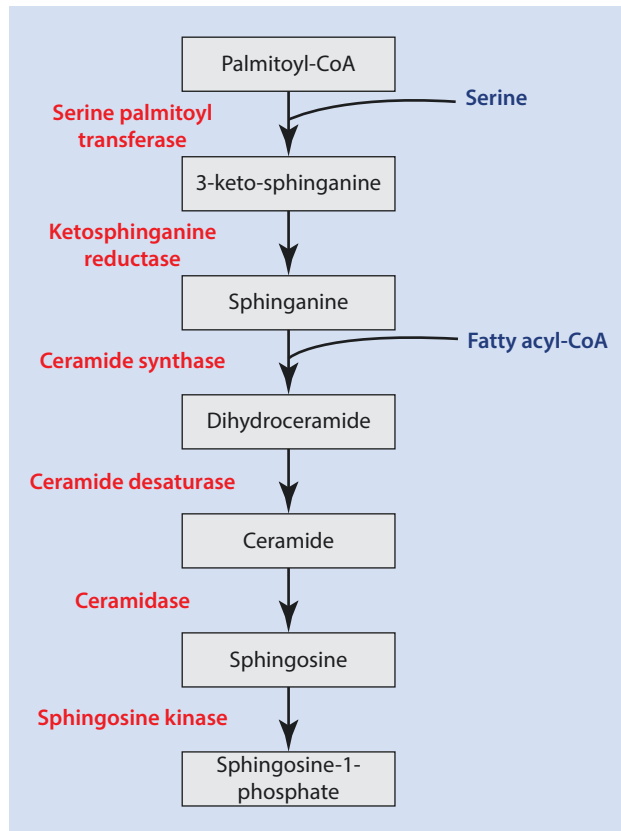 Palmitoyl-CoA
Serine
Serine palmitoyl
transferase
3-keto-sphinganine
Ketosphinganine
reductase
Sphinganine
Fatty acyl-CoA
Ceramide synthase
Dihydroceramide
Ceramide desaturase
Ceramide
Ceramidase
Sphingosine
Sphingosine kinase
Sphingosine-1-
phosphate